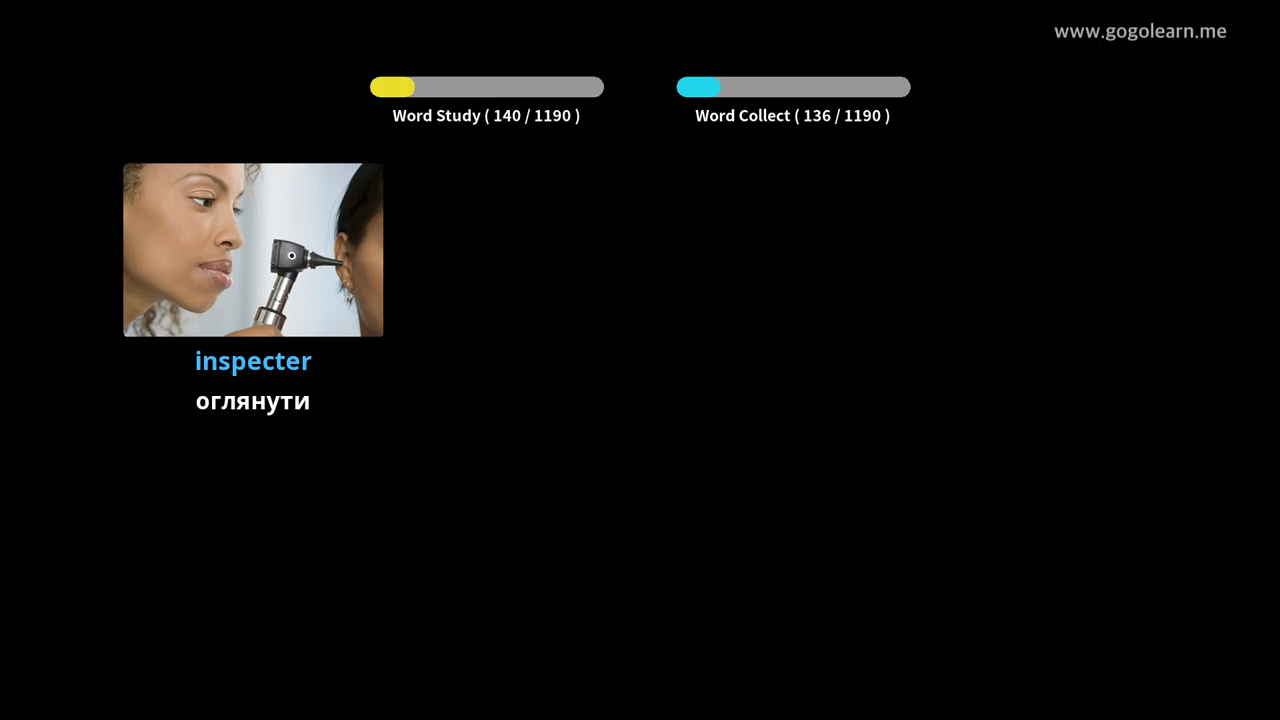 www.gogolearn.me
Word Study ( 140 / 1190 )
Word Collect ( 136 / 1190 )
inspecter
оглянути